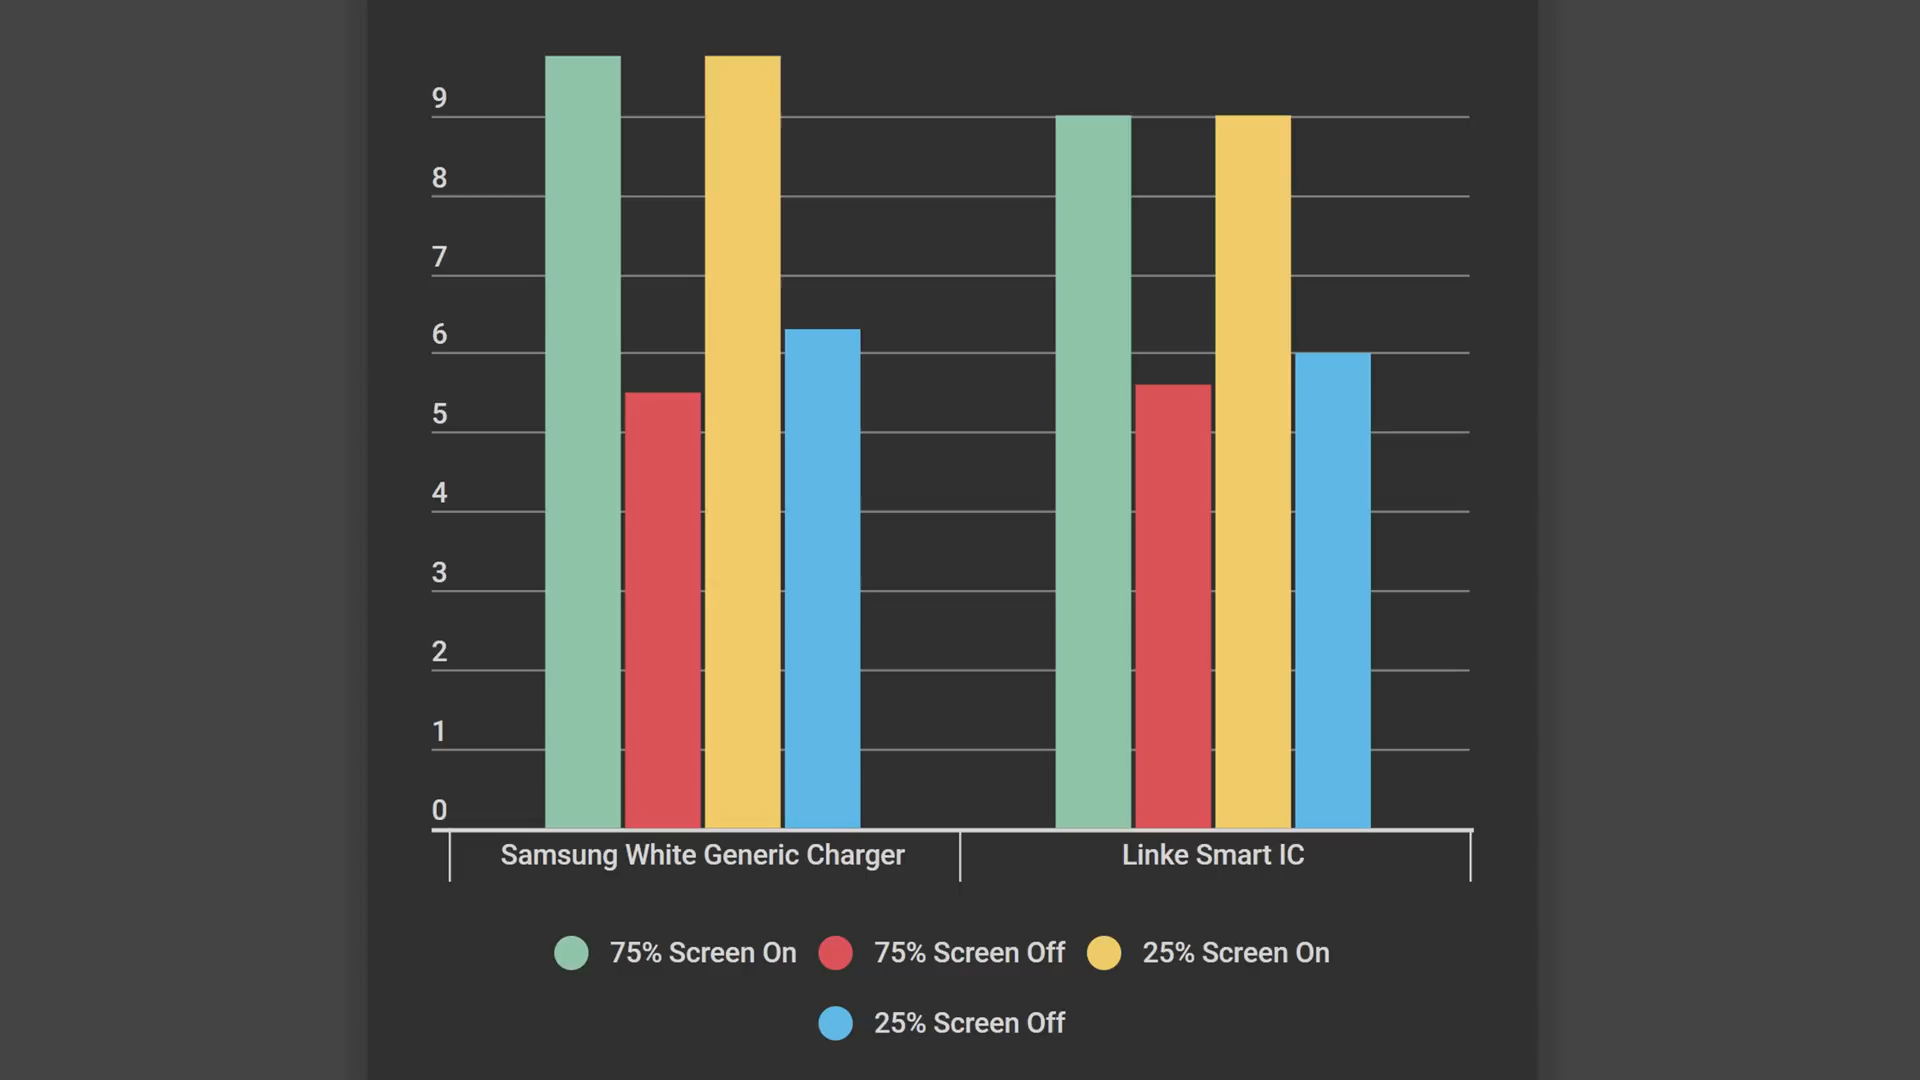 9
8
7
6
5
4
3
2
1
0
Samsung White Generic Charger
Linke Smart IC
75% Screen On
75% Screen Off
25% Screen On
25% Screen Off